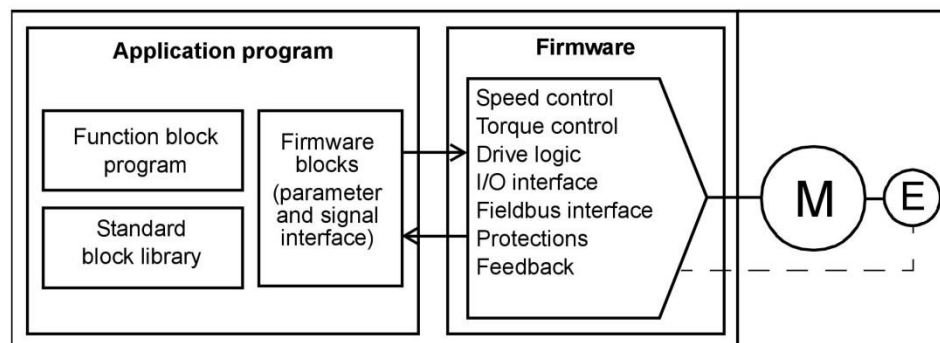 Application program
Function block
program
Standard
block library
Firmware
blocks
(parameter
and signal
interface)
Firmware
Speed control
Torque control
Drive logic
I/O interface
Fieldbus interface
Protections
Feedback
M
E